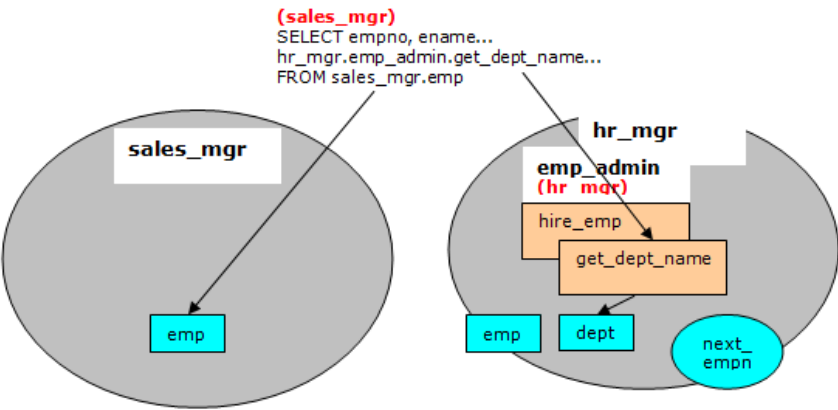 (sales_mgr)
SELECT empno, ename...
hr_mgr.emp_admin.get_dept_name...
FROM sales_mgr.emp
sales_mgr
hr_mgr
emp_admin
(hr_mgr)
hire_emp
get_dept_name
emp
emp
dept
next_
empn